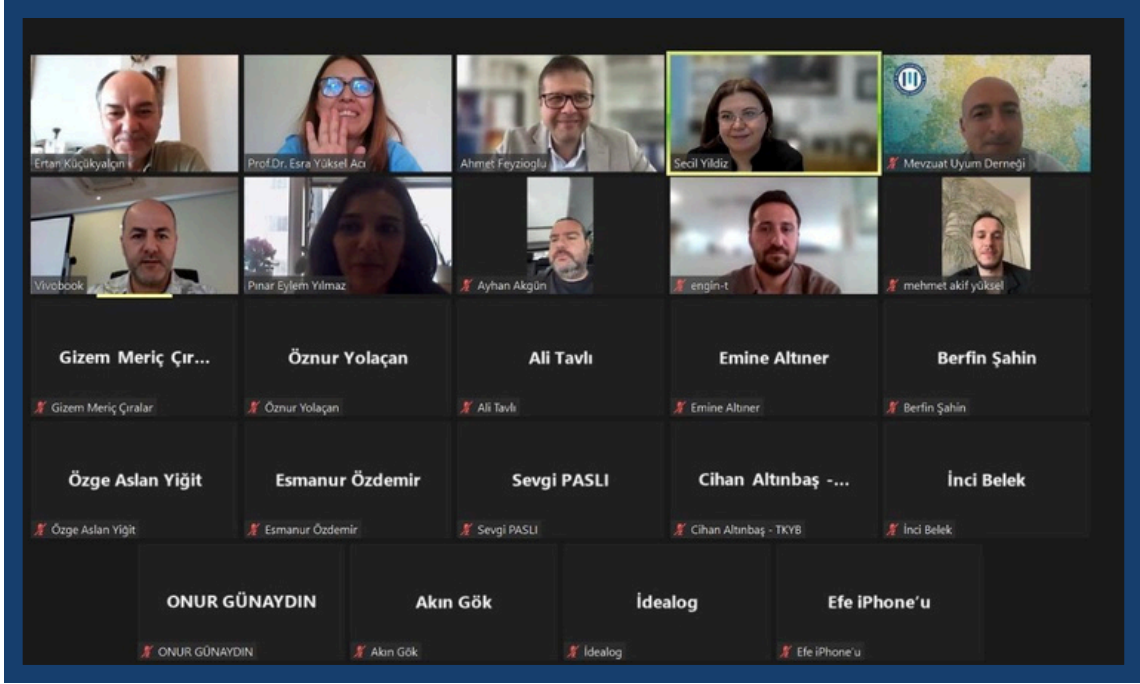 Ertan Küçükyalçın
Prof.Dr. Esra Yüksel Acı
Ahmet Feyzioglu
Secil Yildiz
Mevzuat Uyum Derneği
Vivobook
Pınar Eylem Yılmaz
Ayhan Akgün
engin-t
mehmet akif yüksel
Gizem Meriç Çır...
Öznur Yolaçan
Ali Tavlı
Emine Altıner
Berfin Şahin
Gizem Meriç Çıralar
Öznur Yolaçan
Ali Tavlı
Emine Altıner
Berfin Şahin
Özge Aslan Yiğit
Esmanur Özdemir
Sevgi PASLI
Cihan Altınbaş -...
İnci Belek
Özge Aslan Yiğit
Esmanur Özdemir
Sevgi PASLI
Cihan Altınbaş - TKYB
İnci Belek
ONUR GÜNAYDIN
Akın Gök
İdealog
Efe iPhone'u
ONUR GÜNAYDIN
Akın Gök
İdealog
Efe iPhone'u